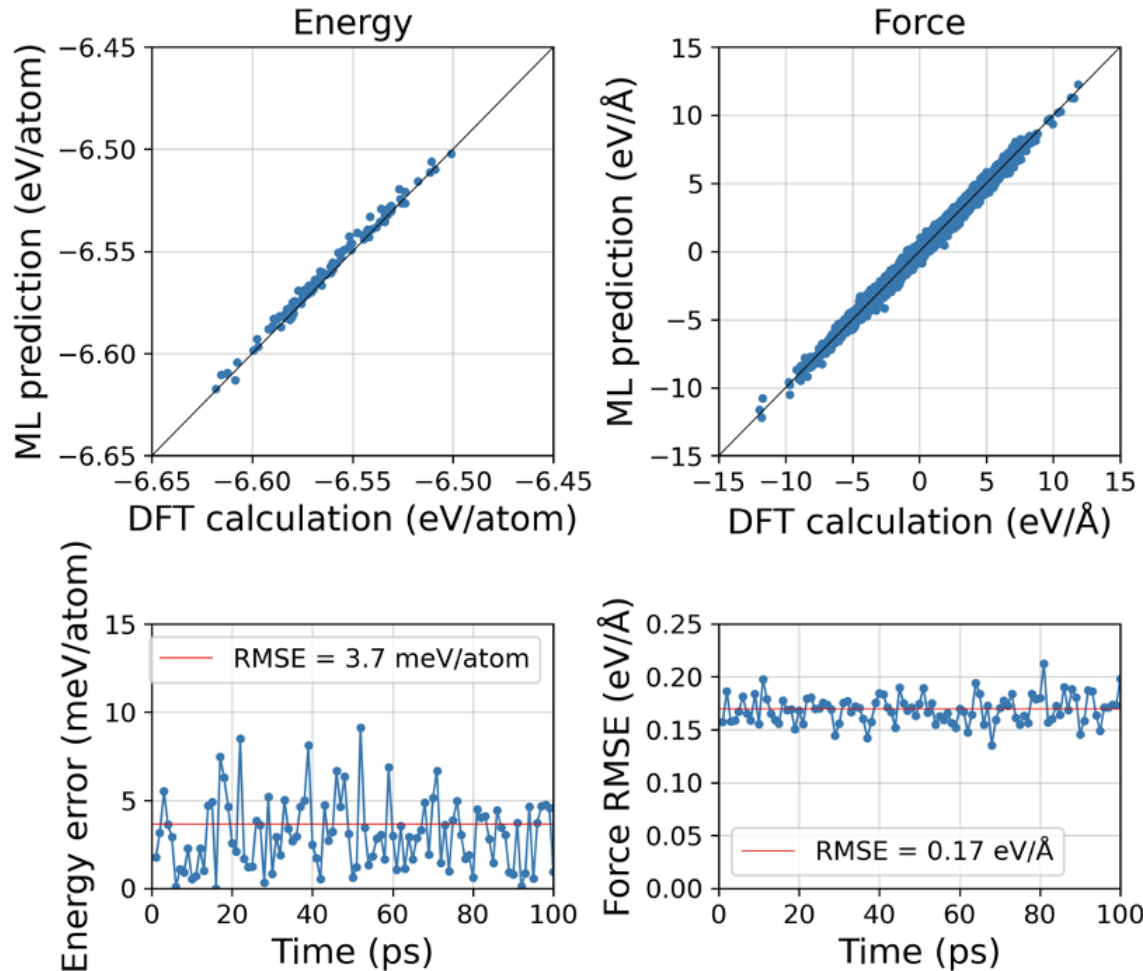 Energy
ML prediction (eV/atom)
−6.45
−6.50
−6.55
−6.60
−6.65
−6.65 −6.60 −6.55 −6.50 −6.45
DFT calculation (eV/atom)
Force
ML prediction (eV/Å)
15
10
5
0
−5
−10
−15
−15 −10 −5 0 5 10 15
DFT calculation (eV/Å)
Energy error (meV/atom)
15
10
5
0
RMSE = 3.7 meV/atom
0 20 40 60 80 100
Time (ps)
Force RMSE (eV/Å)
0.25
0.20
0.15
0.10
0.05
0.00
RMSE = 0.17 eV/Å
0 20 40 60 80 100
Time (ps)